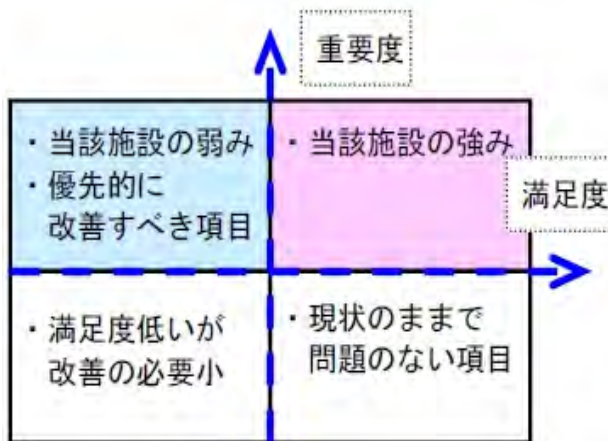 重要度
・当該施設の弱み
・優先的に
改善すべき項目
・当該施設の強み
満足度
・満足度低いが
改善の必要小
・現状のままで
問題のない項目